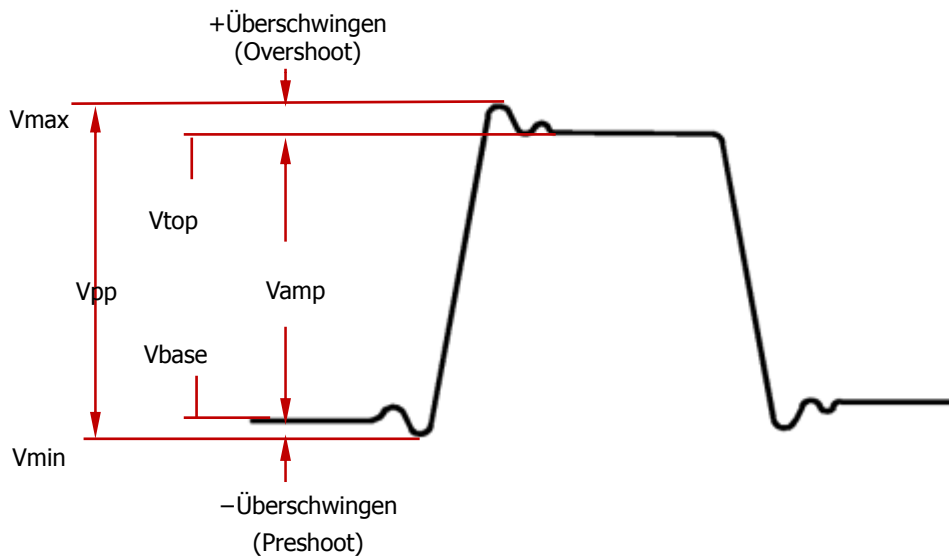 +Überschwingen
(Overshoot)
Vmax
Vtop
Vpp
Vamp
Vbase
Vmin
−Überschwingen
(Preshoot)